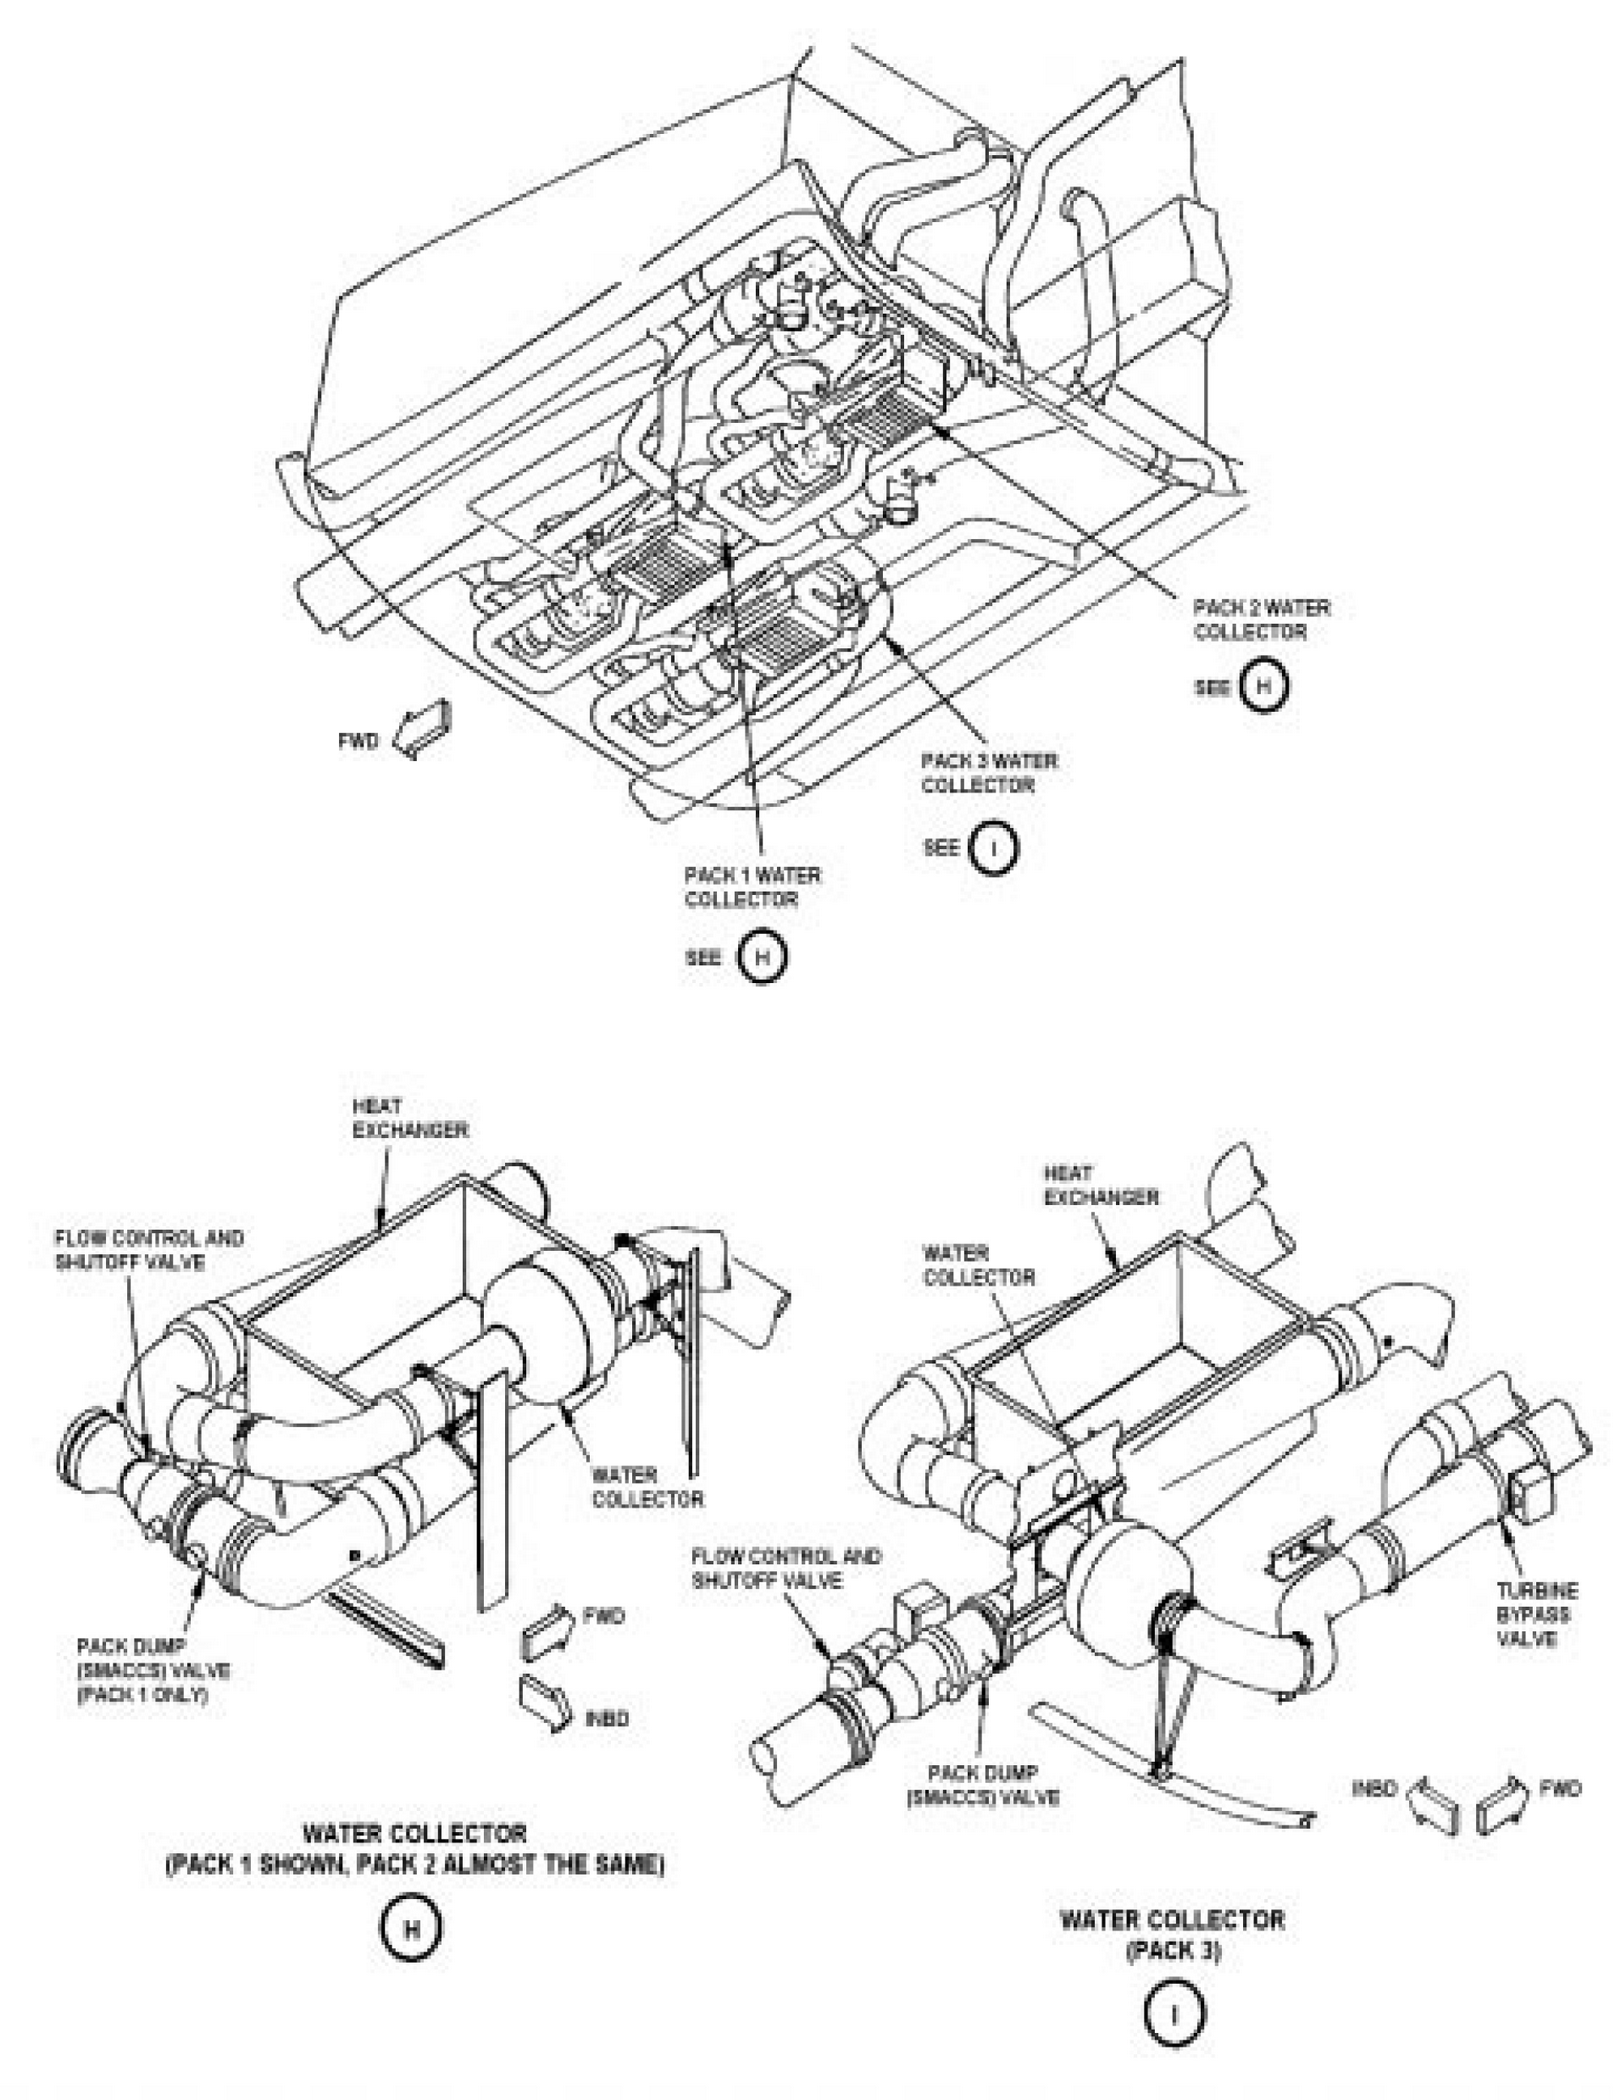 PACK 2 WATER
COLLECTOR
SEE H
FWD
PACK 3 WATER
COLLECTOR
SEE I
PACK 1 WATER
COLLECTOR
SEE H
HEAT
EXCHANGER
FLOW CONTROL AND
SHUTOFF VALVE
WATER
COLLECTOR
PACK DUMP
(SMACCS) VALVE
(PACK 1 ONLY)
FWD
INBD
WATER COLLECTOR
(PACK 1 SHOWN, PACK 2 ALMOST THE SAME)
H
HEAT
EXCHANGER
WATER
COLLECTOR
FLOW CONTROL AND
SHUTOFF VALVE
TURBINE
BYPASS
VALVE
PACK DUMP
(SMACCS) VALVE
INBD
FWD
WATER COLLECTOR
(PACK 3)
I